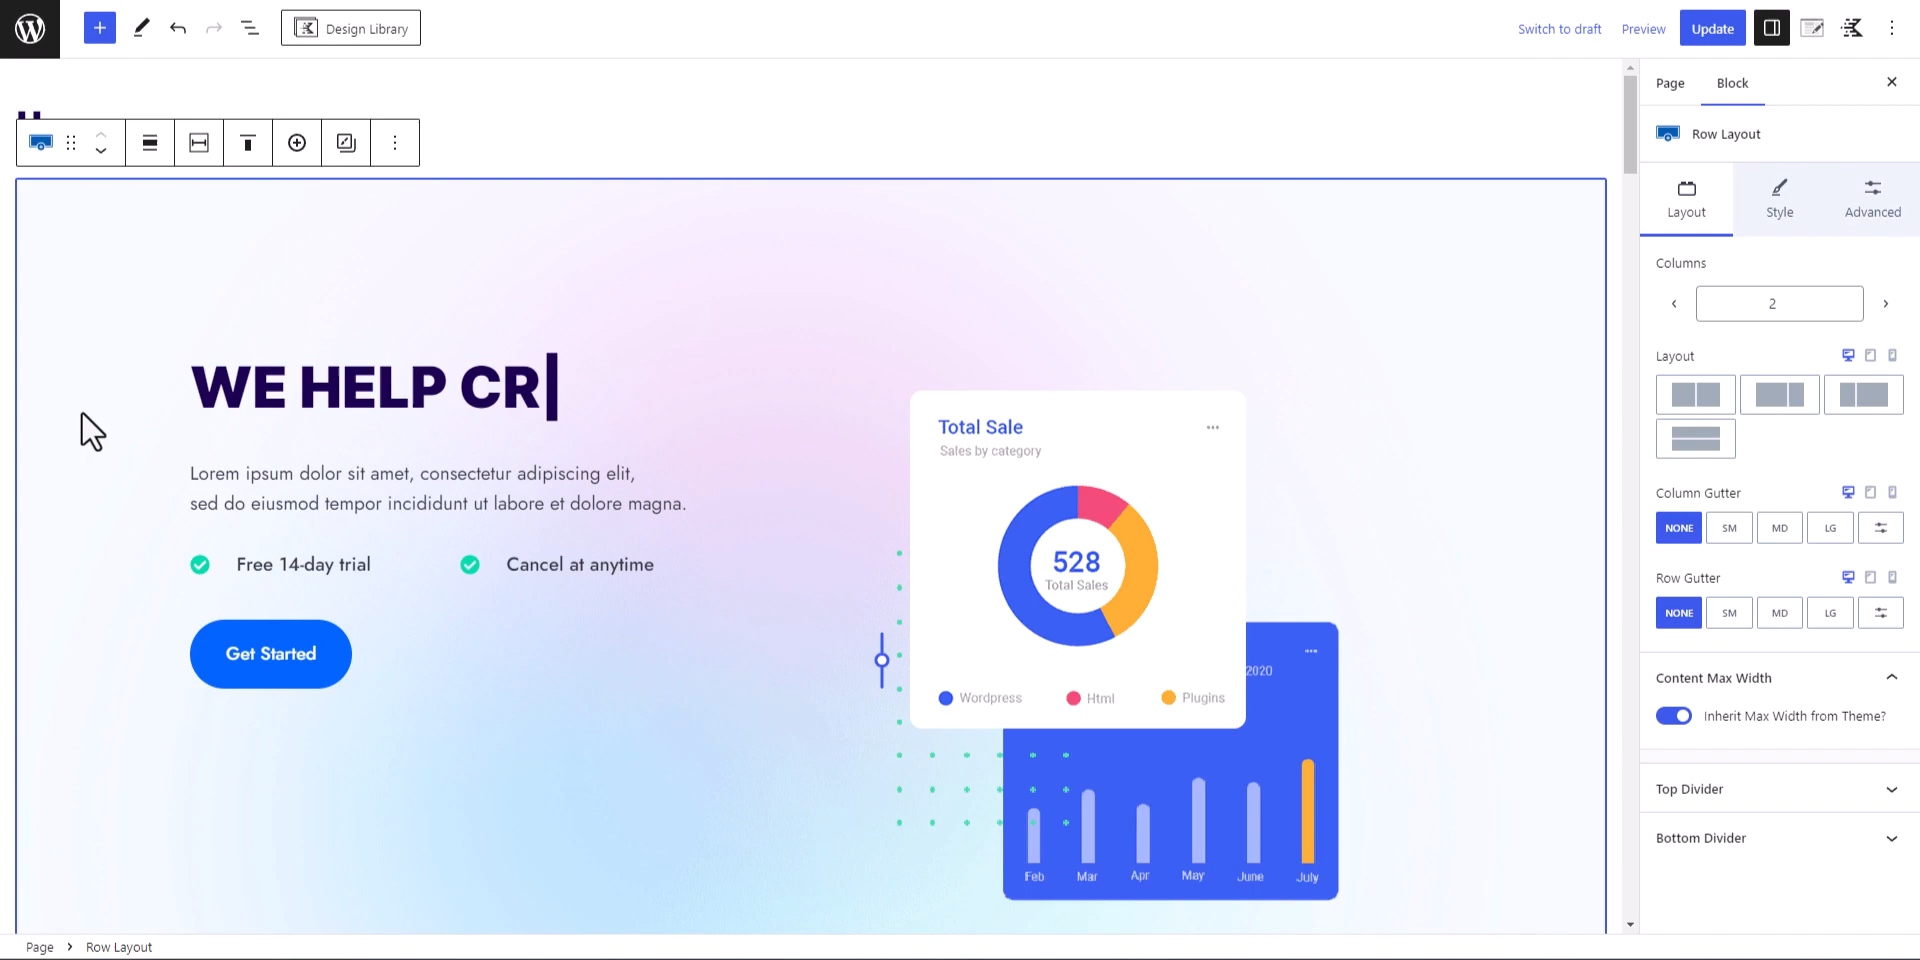 Design Library
Switch to draft
Preview
Update
Page
Block
Row Layout
Layout
Style
Advanced
Columns
2
Layout
Column Gutter
NONE
SM
MD
LG
Row Gutter
NONE
SM
MD
LG
Content Max Width
Inherit Max Width from Theme?
Top Divider
Bottom Divider
WE HELP CR
Lorem ipsum dolor sit amet, consectetur adipiscing elit,
sed do eiusmod tempor incididunt ut labore et dolore magna.
Free 14-day trial
Cancel at anytime
Get Started
Total Sale
Sales by category
528
Total Sales
Wordpress
Html
Plugins
2020
Feb
Mar
Apr
May
June
July
Page
Row Layout